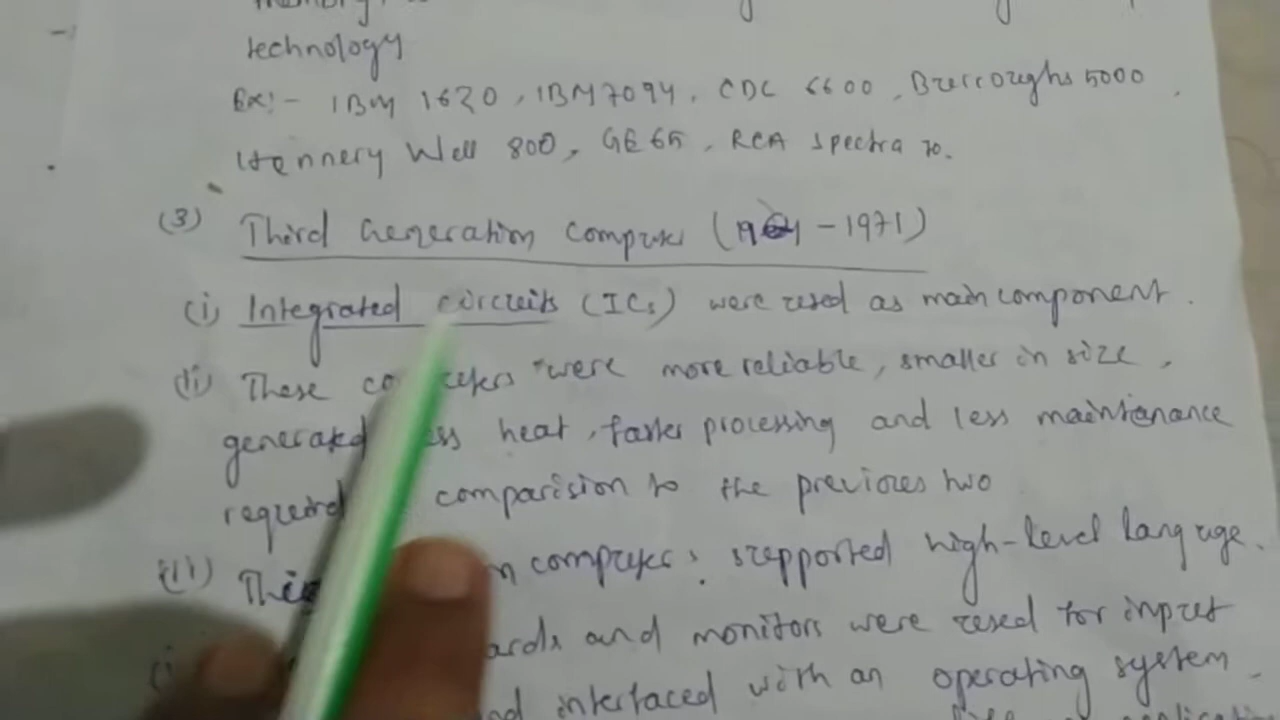 technology
Ex:- IBM 1620, IBM 7094, CDC 6600, Burroughs 5000
Well 800, GE 65, RCA Spectra 70.
(3) Third Generation Computer ( - 1971)
(i) Integrated circuits (ICs) were used as main component.
(ii) These were more reliable, smaller in size,
generated heat, faster processing and less
required comparision to the previous two
(iii) computers supported high-level language.
and monitors were used for input
interfaced with an operating system